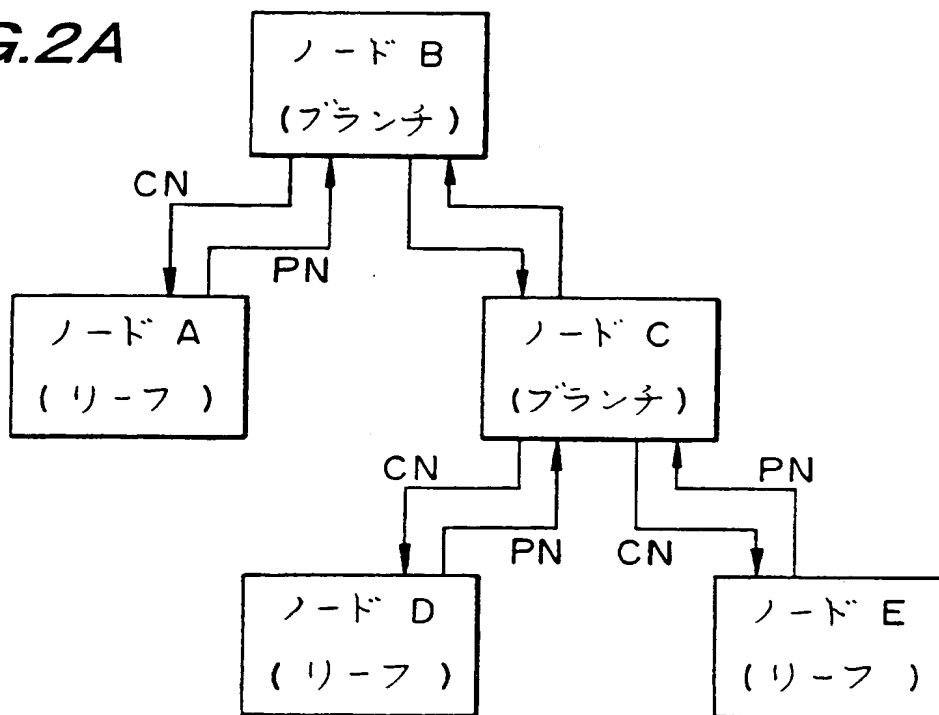 G.2A
ノード B
(ブランチ)
CN
PN
ノード A
(リーフ)
ノード C
(ブランチ)
CN
PN
PN
CN
ノード D
(リーフ)
ノード E
(リーフ)